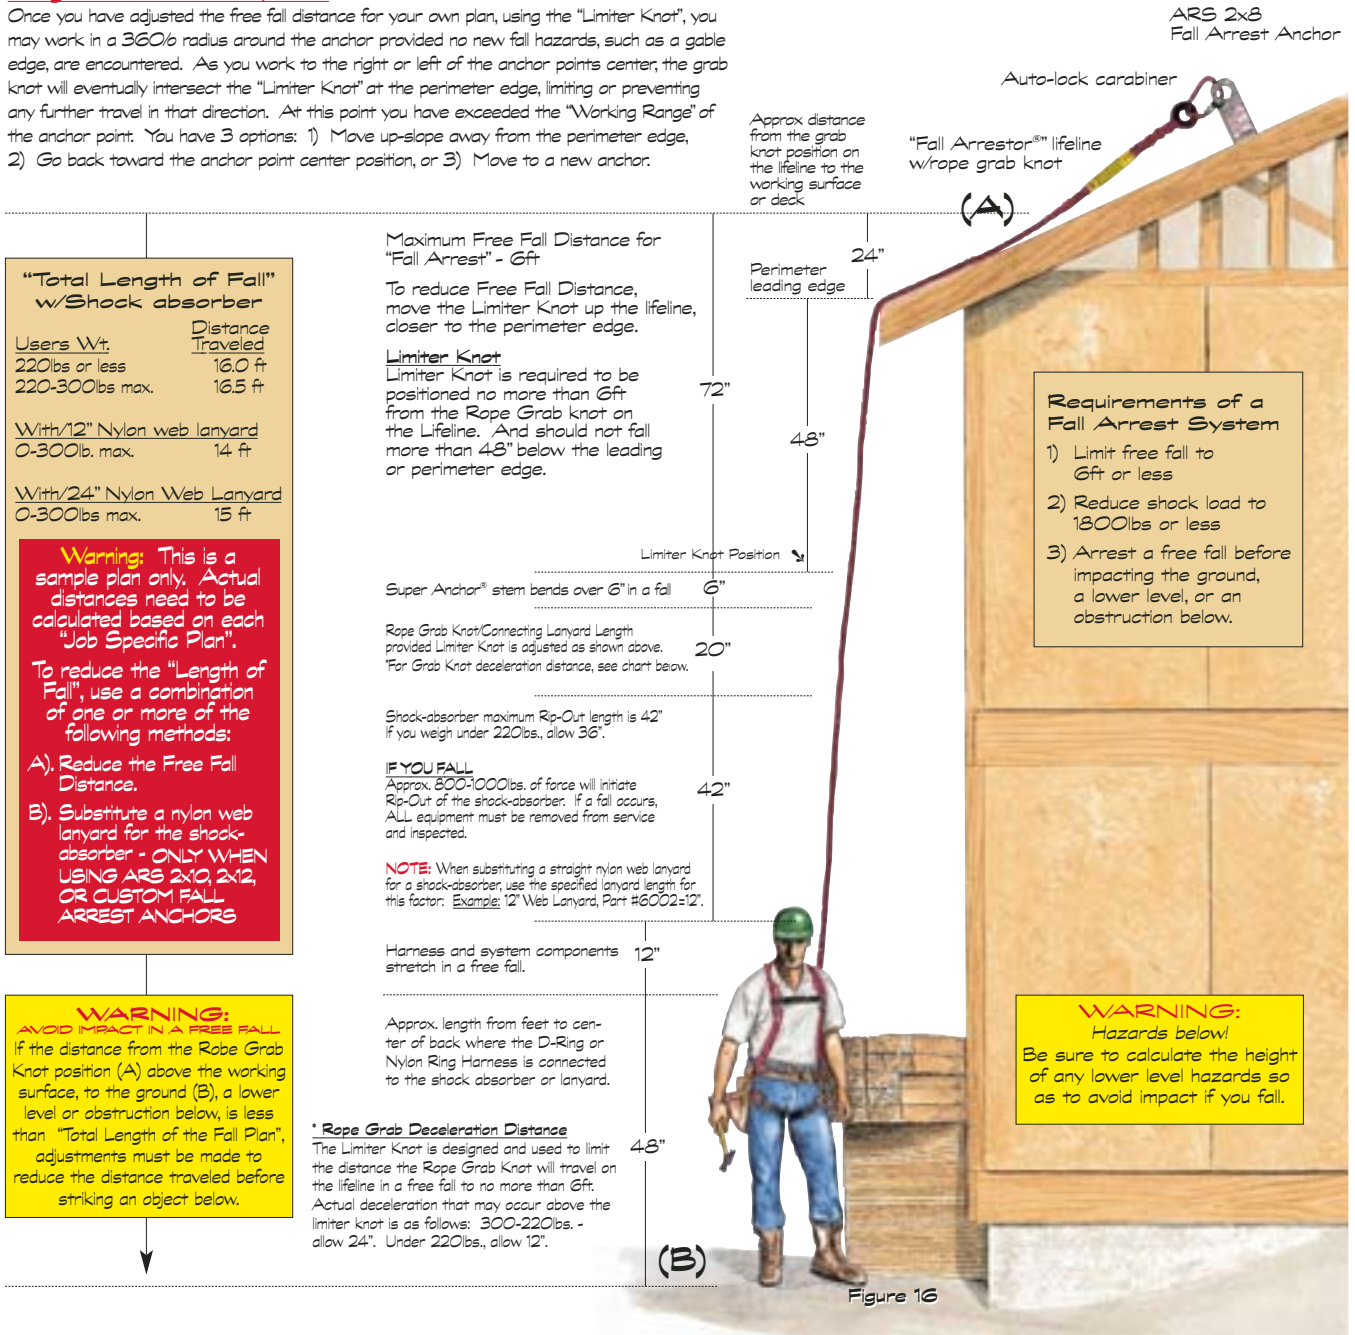 Once you have adjusted the free fall distance for your own plan, using the “Limiter Knot”, you
may work in a 360/o radius around the anchor provided no new fall hazards, such as a gable
edge, are encountered. As you work to the right or left of the anchor points center, the grab
knot will eventually intersect the “Limiter Knot” at the perimeter edge, limiting or preventing
any further travel in that direction. At this point you have exceeded the “Working Range” of
the anchor point. You have 3 options: 1) Move up-slope away from the perimeter edge,
2) Go back toward the anchor point center position, or 3) Move to a new anchor.
ARS 2x8
Fall Arrest Anchor
Auto-lock carabiner
“Fall Arrestor®” lifeline
w/rope grab knot
Approx distance
from the grab
knot position on
the lifeline to the
working surface
or deck
(A)
24”
Perimeter
leading edge
“Total Length of Fall”
w/Shock absorber
Distance
Users Wt. Traveled
220lbs or less 16.0 ft
220-300lbs max. 16.5 ft
With/12” Nylon web lanyard
0-300lb. max. 14 ft
With/24” Nylon Web Lanyard
0-300lbs max. 15 ft
Warning: This is a
sample plan only. Actual
distances need to be
calculated based on each
“Job Specific Plan”.
To reduce the “Length of
Fall”, use a combination
of one or more of the
following methods:
A). Reduce the Free Fall
Distance.
B). Substitute a nylon web
lanyard for the shock-
absorber - ONLY WHEN
USING ARS 2x10, 2x12,
OR CUSTOM FALL
ARREST ANCHORS
WARNING:
AVOID IMPACT IN A FREE FALL
If the distance from the Robe Grab
Knot position (A) above the working
surface, to the ground (B), a lower
level or obstruction below, is less
than “Total Length of the Fall Plan”,
adjustments must be made to
reduce the distance traveled before
striking an object below.
Maximum Free Fall Distance for
“Fall Arrest” - 6ft
To reduce Free Fall Distance,
move the Limiter Knot up the lifeline,
closer to the perimeter edge.
Limiter Knot
Limiter Knot is required to be
positioned no more than 6ft
from the Rope Grab knot on
the Lifeline. And should not fall
more than 48” below the leading
or perimeter edge.
72”
48”
Limiter Knot Position
Super Anchor® stem bends over 6” in a fall
6”
Rope Grab Knot/Connecting Lanyard Length
provided Limiter Knot is adjusted as shown above.
*For Grab Knot deceleration distance, see chart below.
20”
Shock-absorber maximum Rip-Out length is 42”
If you weigh under 220lbs., allow 36”.
IF YOU FALL
Approx. 800-1000lbs. of force will initiate
Rip-Out of the shock-absorber. If a fall occurs,
ALL equipment must be removed from service
and inspected.
42”
NOTE: When substituting a straight nylon web lanyard
for a shock-absorber, use the specified lanyard length for
this factor: Example: 12” Web Lanyard, Part #6002=12”.
Harness and system components
stretch in a free fall.
12”
Approx. length from feet to cen-
ter of back where the D-Ring or
Nylon Ring Harness is connected
to the shock absorber or lanyard.
* Rope Grab Deceleration Distance
The Limiter Knot is designed and used to limit
the distance the Rope Grab Knot will travel on
the lifeline in a free fall to no more than 6ft.
Actual deceleration that may occur above the
limiter knot is as follows: 300-220lbs. -
allow 24”. Under 220lbs., allow 12”.
48”
(B)
Requirements of a
Fall Arrest System
1) Limit free fall to
6ft or less
2) Reduce shock load to
1800lbs or less
3) Arrest a free fall before
impacting the ground,
a lower level, or an
obstruction below.
WARNING:
Hazards below!
Be sure to calculate the height
of any lower level hazards so
as to avoid impact if you fall.
Figure 16